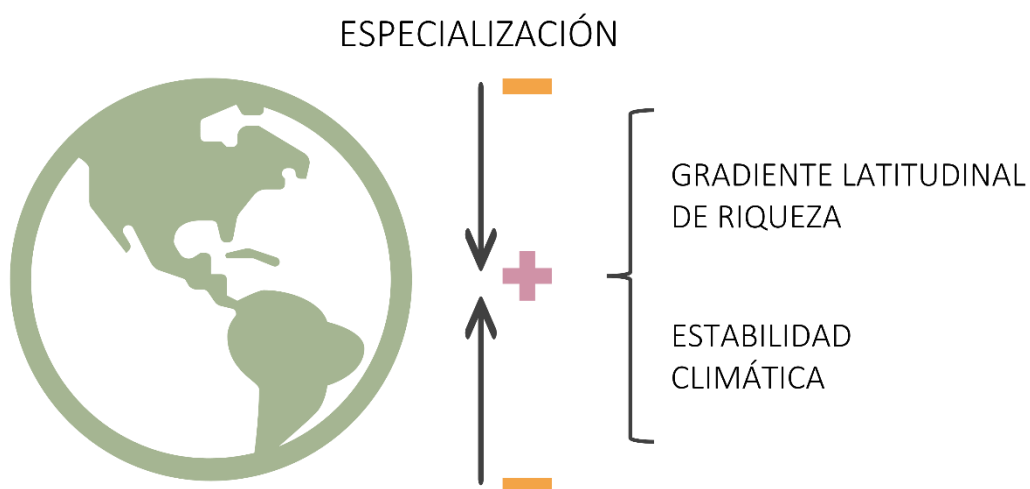 ESPECIALIZACIÓN
GRADIENTE LATITUDINAL
DE RIQUEZA
ESTABILIDAD
CLIMÁTICA